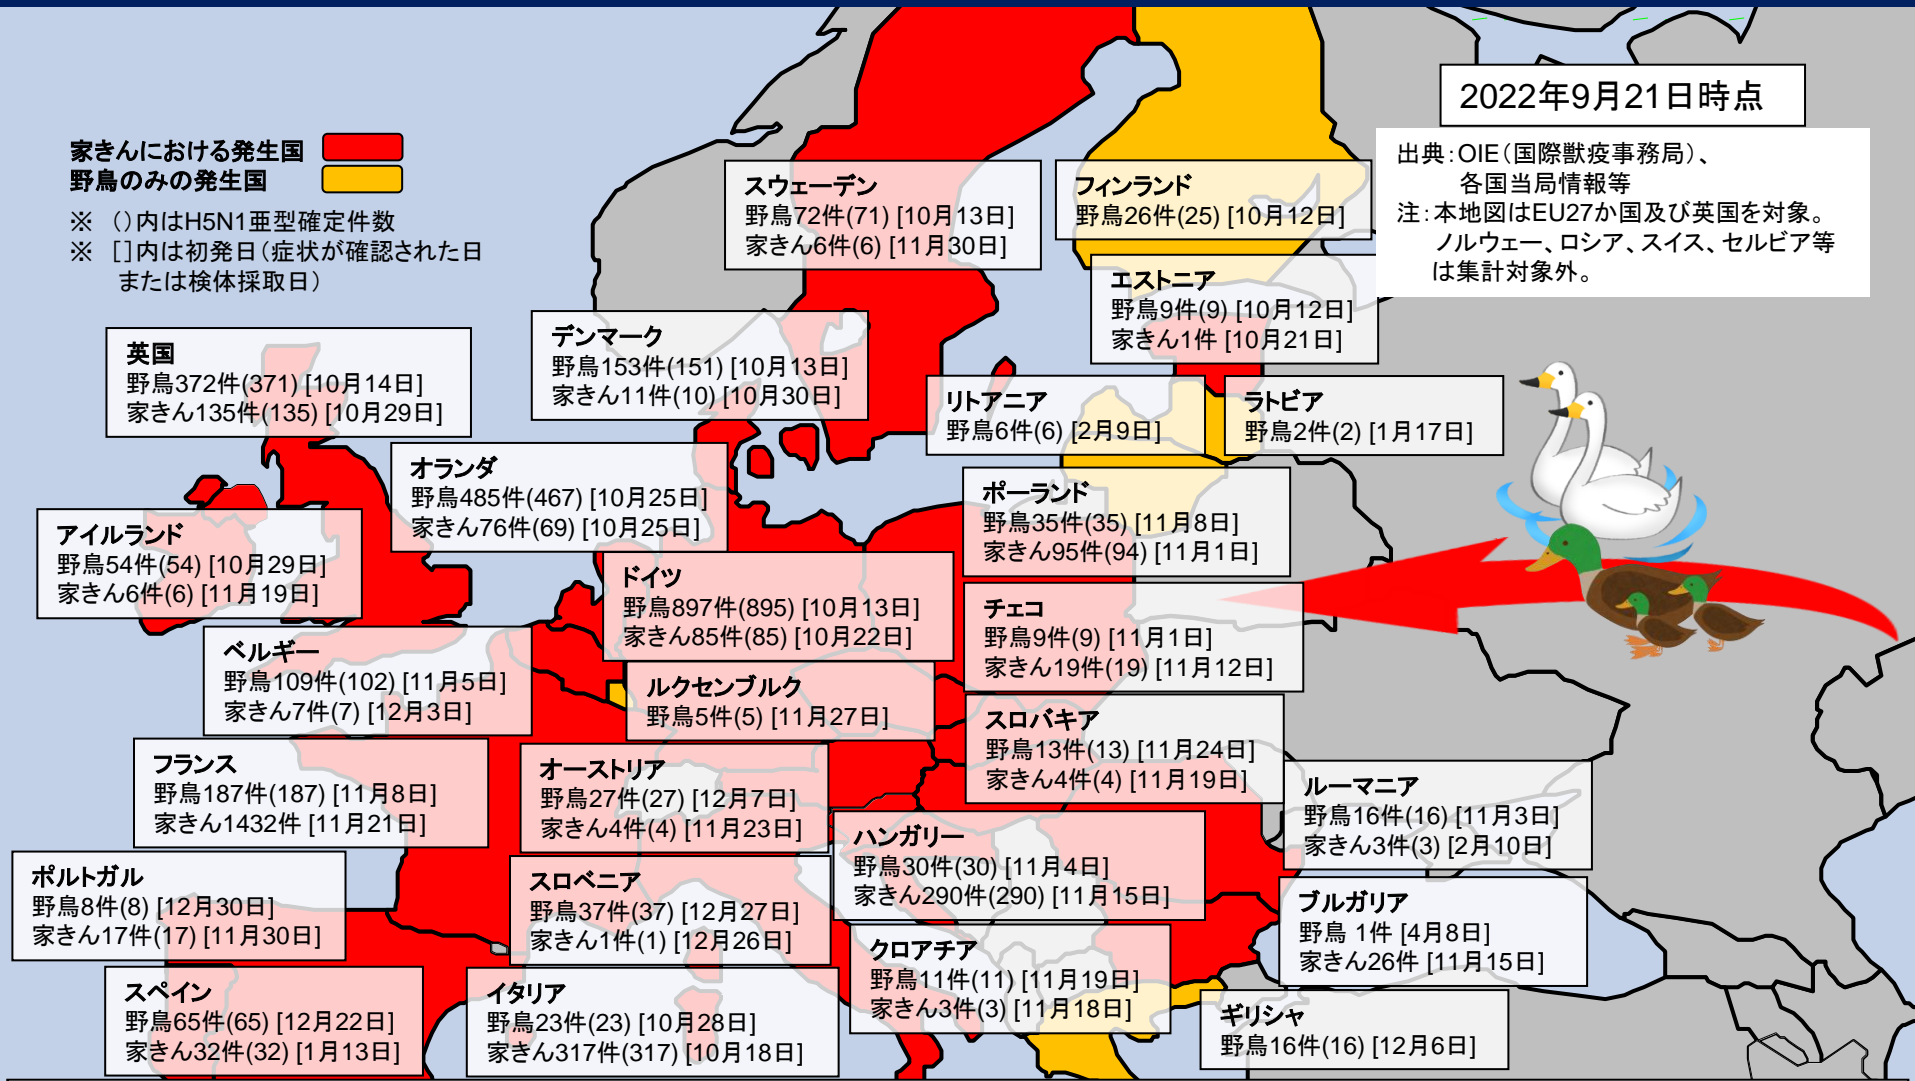 2022年9月21日時点
出典:OIE(国際獣疫事務局)、
各国当局情報等
注:本地図はEU27か国及び英国を対象。
ノルウェー、ロシア、スイス、セルビア等
は集計対象外。
家きんにおける発生国
野鳥のみの発生国
※ ()内はH5N1亜型確定件数
※ []内は初発日(症状が確認された日
または検体採取日)
スウェーデン
野鳥72件(71) [10月13日]
家きん6件(6) [11月30日]
フィンランド
野鳥26件(25) [10月12日]
エストニア
野鳥9件(9) [10月12日]
家きん1件 [10月21日]
デンマーク
野鳥153件(151) [10月13日]
家きん11件(10) [10月30日]
英国
野鳥372件(371) [10月14日]
家きん135件(135) [10月29日]
リトアニア
野鳥6件(6) [2月9日]
ラトビア
野鳥2件(2) [1月17日]
オランダ
野鳥485件(467) [10月25日]
家きん76件(69) [10月25日]
ポーランド
野鳥35件(35) [11月8日]
家きん95件(94) [11月1日]
アイルランド
野鳥54件(54) [10月29日]
家きん6件(6) [11月19日]
ドイツ
野鳥897件(895) [10月13日]
家きん85件(85) [10月22日]
チェコ
野鳥9件(9) [11月1日]
家きん19件(19) [11月12日]
ベルギー
野鳥109件(102) [11月5日]
家きん7件(7) [12月3日]
ルクセンブルク
野鳥5件(5) [11月27日]
スロバキア
野鳥13件(13) [11月24日]
家きん4件(4) [11月19日]
フランス
野鳥187件(187) [11月8日]
家きん1432件 [11月21日]
オーストリア
野鳥27件(27) [12月7日]
家きん4件(4) [11月23日]
ルーマニア
野鳥16件(16) [11月3日]
家きん3件(3) [2月10日]
ハンガリー
野鳥30件(30) [11月4日]
家きん290件(290) [11月15日]
ポルトガル
野鳥8件(8) [12月30日]
家きん17件(17) [11月30日]
スロベニア
野鳥37件(37) [12月27日]
家きん1件(1) [12月26日]
ブルガリア
野鳥 1件 [4月8日]
家きん26件 [11月15日]
クロアチア
野鳥11件(11) [11月19日]
家きん3件(3) [11月18日]
スペイン
野鳥65件(65) [12月22日]
家きん32件(32) [1月13日]
イタリア
野鳥23件(23) [10月28日]
家きん317件(317) [10月18日]
ギリシャ
野鳥16件(16) [12月6日]